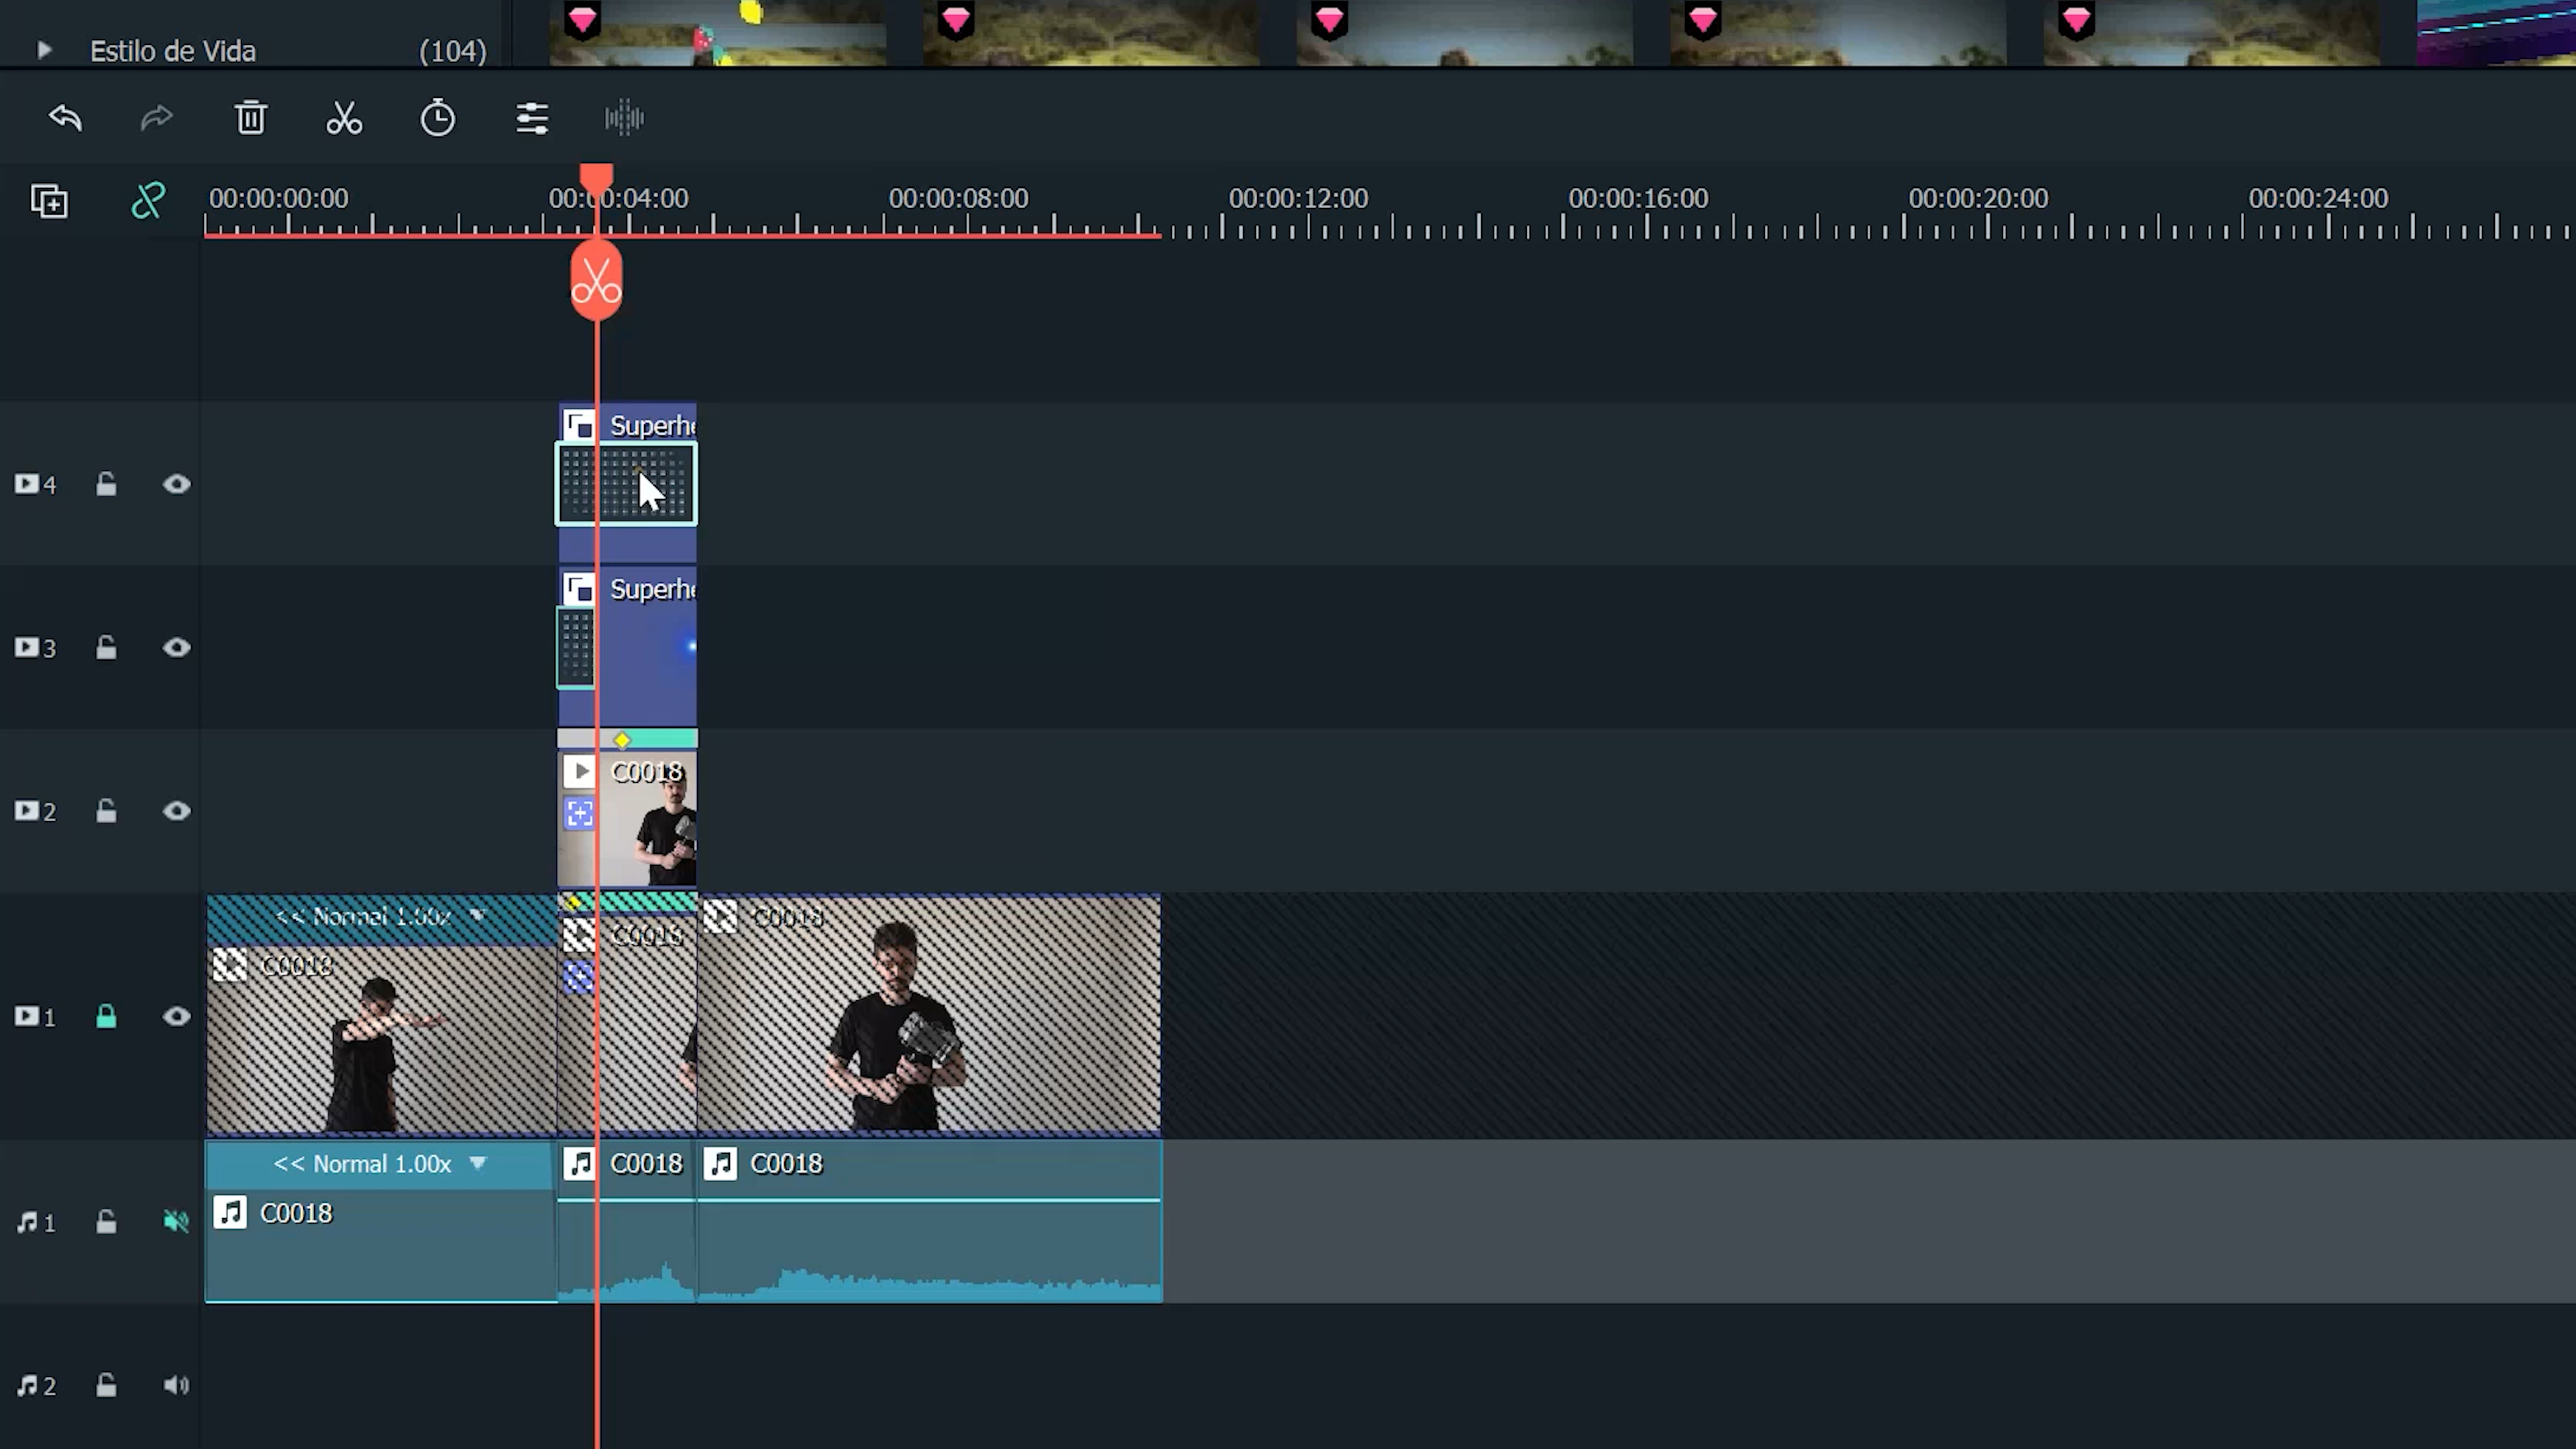 Estilo de Vida (104)
00:00:00:00 00:00:04:00 00:00:08:00 00:00:12:00 00:00:16:00 00:00:20:00 00:00:24:00
Superhe
4
Superhe
3
C0018
2
<< Normal 1.00x C0018 C0018
C0018
1
<< Normal 1.00x C0018 C0018
C0018
1
2